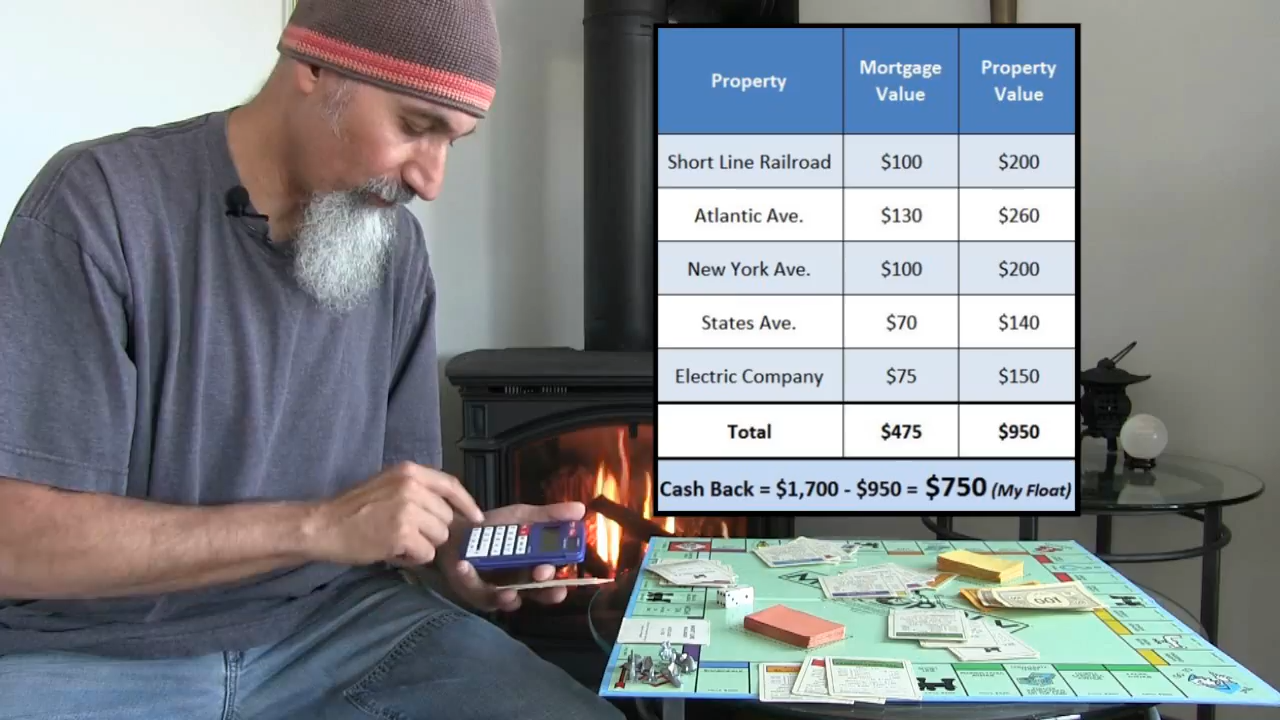 Property Mortgage Value Property Value
Short Line Railroad $100 $200
Atlantic Ave. $130 $260
New York Ave. $100 $200
States Ave. $70 $140
Electric Company $75 $150
Total $475 $950
Cash Back = $1,700 - $950 = $750 (My Float)
100